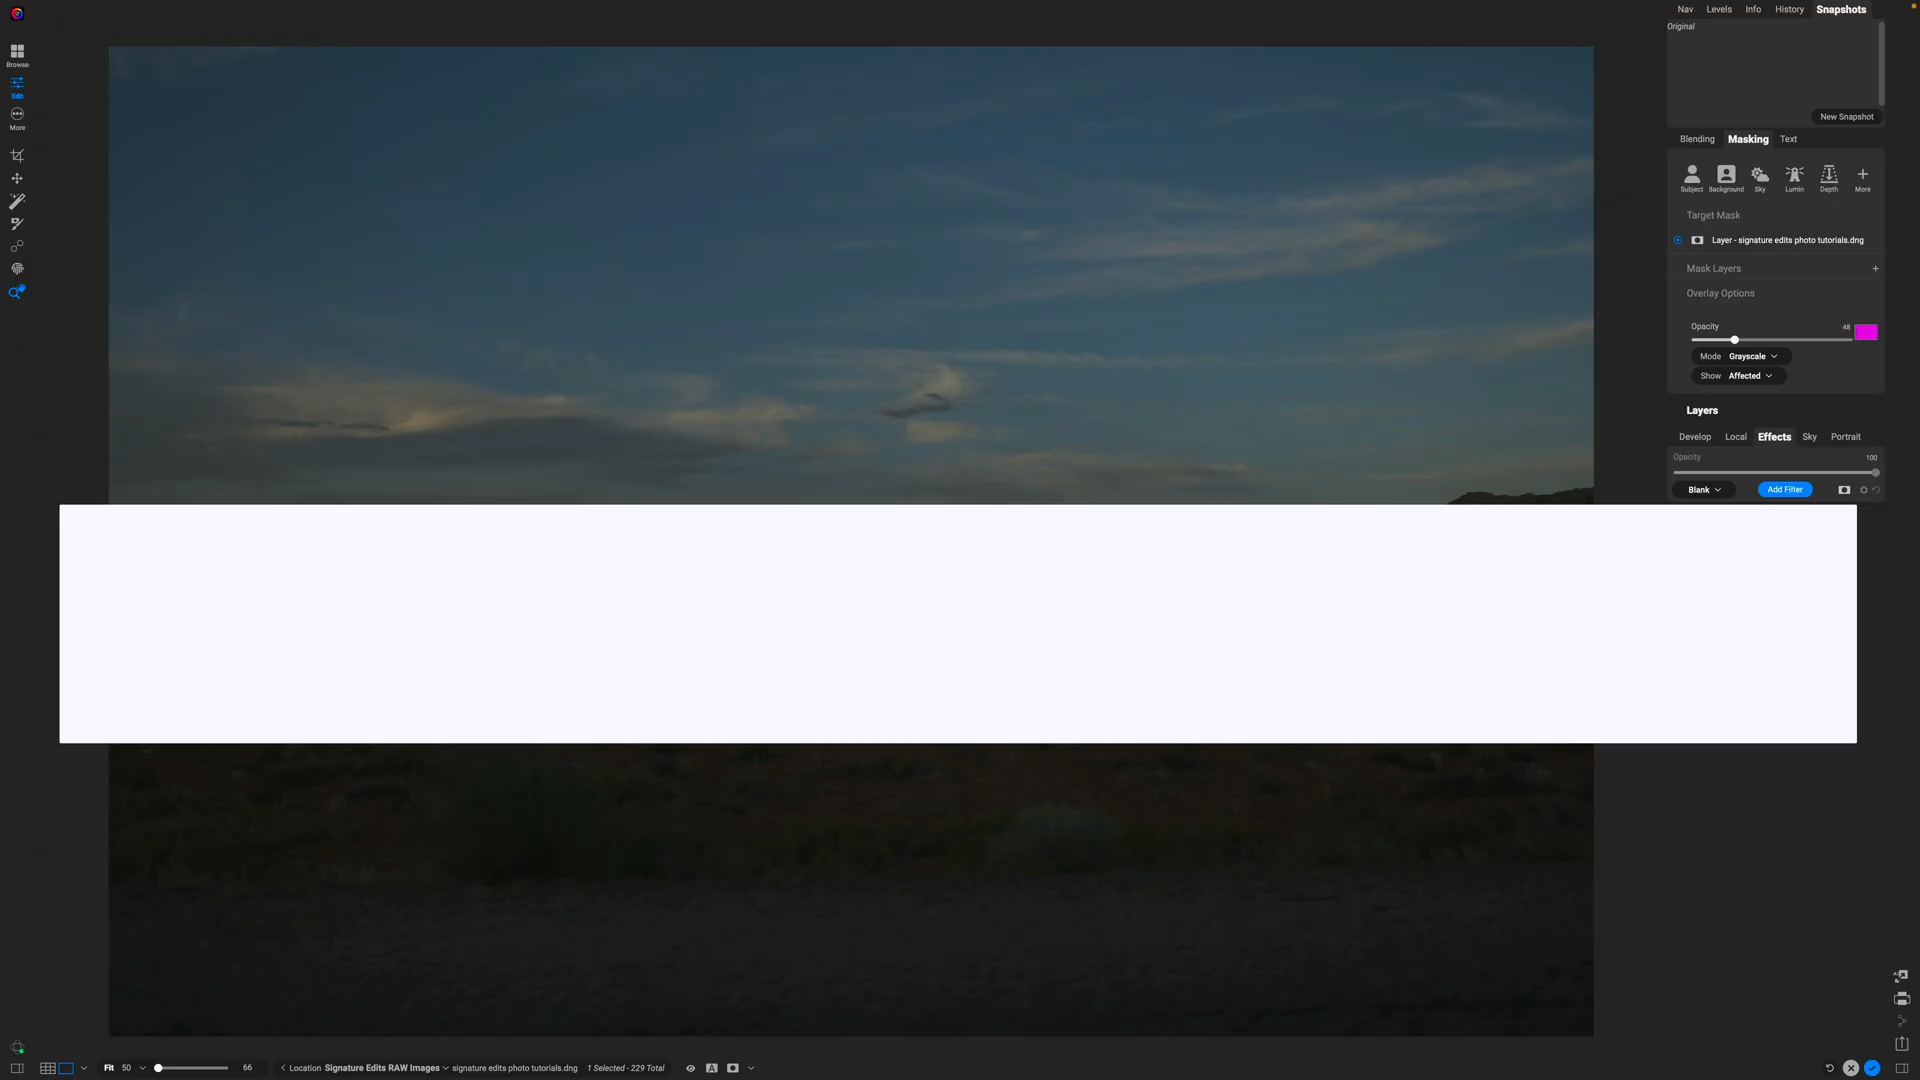 Nav Levels Info History Snapshots
Original
New Snapshot
Browse
Edit
More
Blending Masking Text
Subject Background Sky Lumin Depth More
Target Mask
Layer - signature edits photo tutorials.dng
Mask Layers +
Overlay Options
Opacity 48
Mode Grayscale
Show Affected
Layers
Develop Local Effects Sky Portrait
Opacity 100
Blank Add Filter
Fit 50 66 Location Signature Edits RAW Images signature edits photo tutorials.dng 1 Selected - 229 Total A